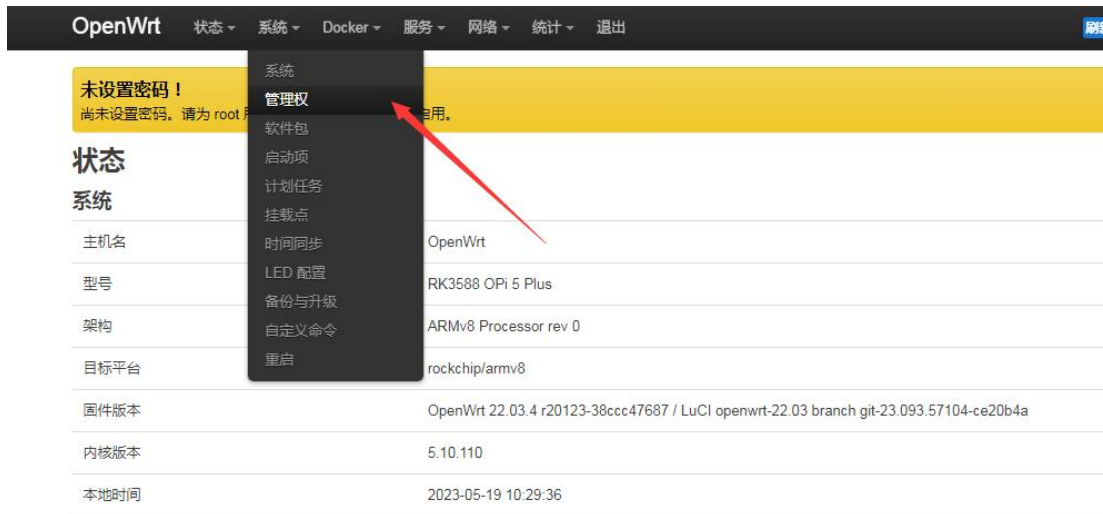 OpenWrt 状态 系统 Docker 服务 网络 统计 退出
未设置密码！
尚未设置密码。请为 root 启用。
系统
管理权
软件包
启动项
计划任务
挂载点
时间同步
LED 配置
备份与升级
自定义命令
重启
状态
系统
主机名 OpenWrt
型号 RK3588 OPi 5 Plus
架构 ARMv8 Processor rev 0
目标平台 rockchip/armv8
固件版本 OpenWrt 22.03.4 r20123-38ccc47687 / LuCI openwrt-22.03 branch git-23.093.57104-ce20b4a
内核版本 5.10.110
本地时间 2023-05-19 10:29:36